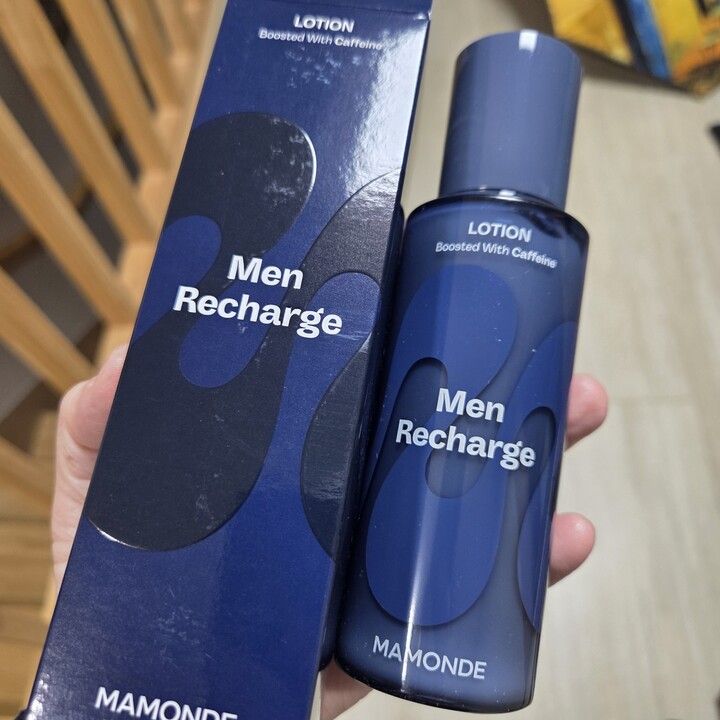 LOTION
Boosted With Caffeine
Men
Recharge
MAMONDE
LOTION
Boosted With Caffeine
Men
Recharge
MAMONDE